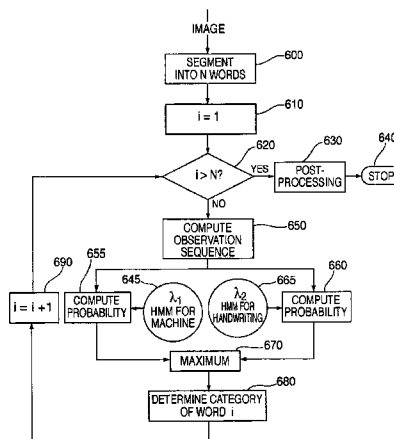 IMAGE
SEGMENT
INTO N WORDS
600
610
i = 1
620
630
640
i > N?
YES
POST-
PROCESSING
STOP
NO
650
COMPUTE
OBSERVATION
SEQUENCE
690
655
645
665
660
i = i +1
COMPUTE
PROBABILITY
λ1
HMM FOR
MACHINE
λ2
HMM FOR
HANDWRITING
COMPUTE
PROBABILITY
670
MAXIMUM
680
DETERMINE CATEGORY
OF WORD i